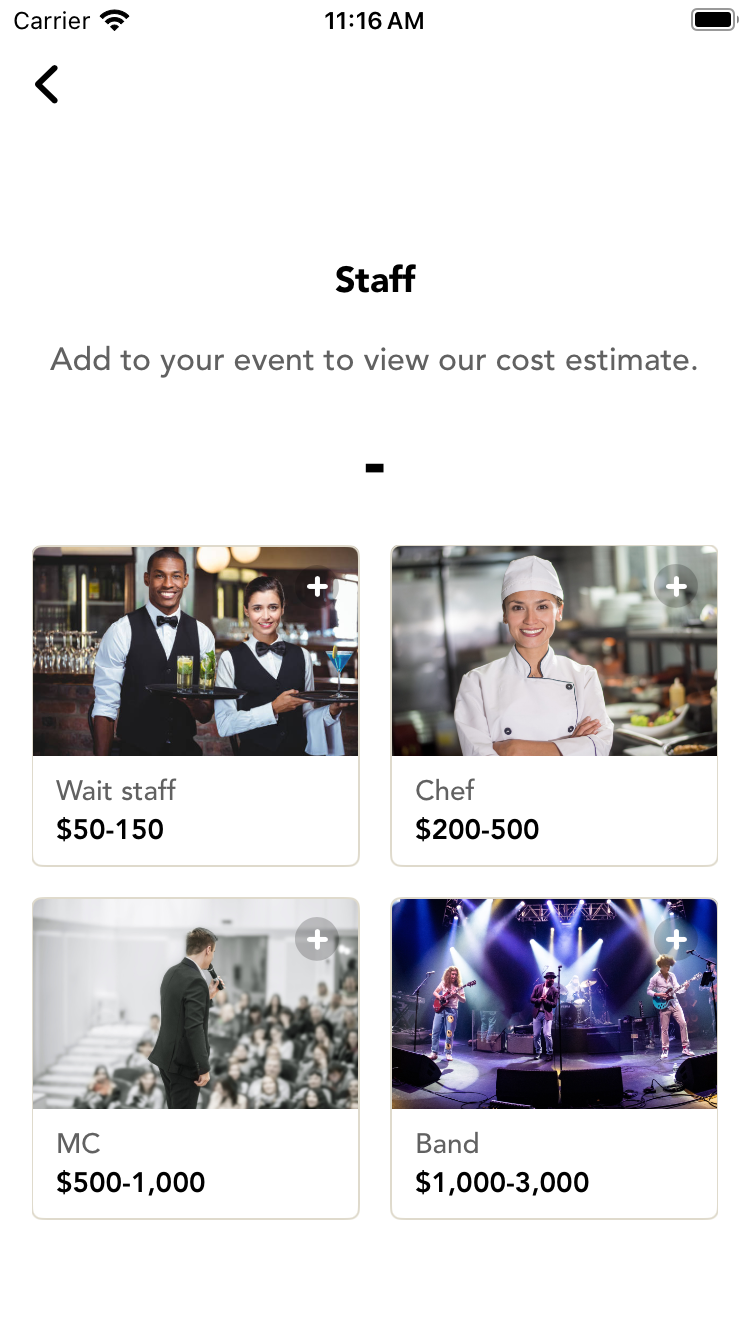 Carrier 11:16 AM
Staff
Add to your event to view our cost estimate.
-
Wait staff
$50-150
Chef
$200-500
MC
$500-1,000
Band
$1,000-3,000